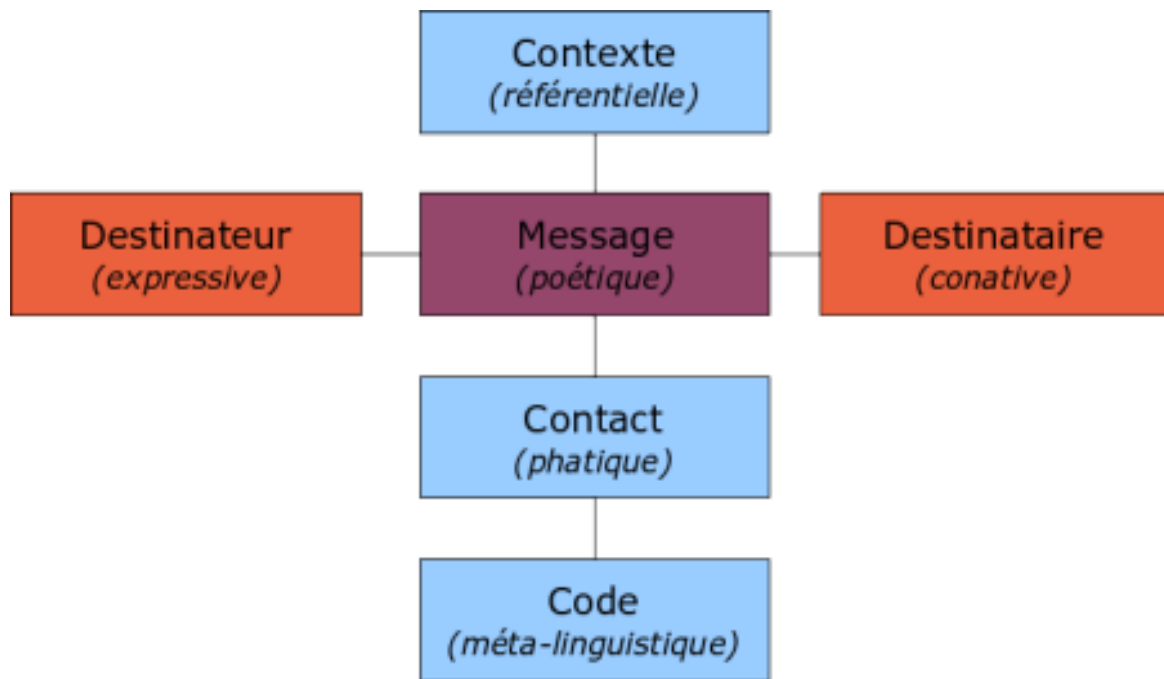 Contexte
(référentielle)
Destinateur
(expressive)
Message
(poétique)
Destinataire
(conative)
Contact
(phatique)
Code
(méta-linguistique)